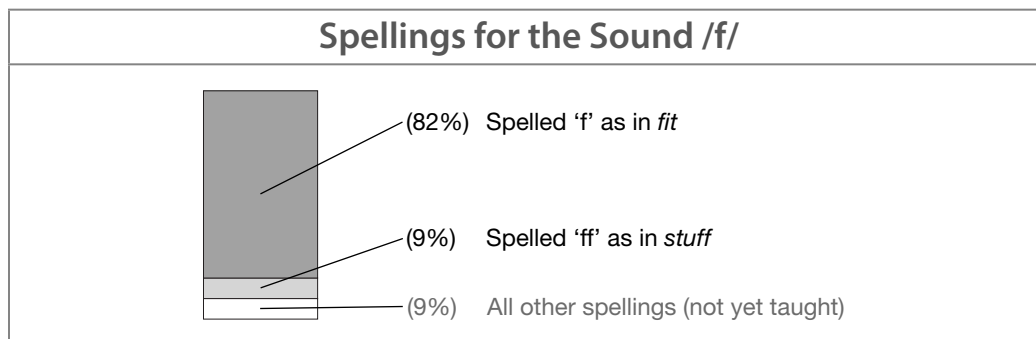 Spellings for the Sound /f/
(82%) Spelled ‘f’ as in fit
(9%) Spelled ‘ff’ as in stuff
(9%) All other spellings (not yet taught)